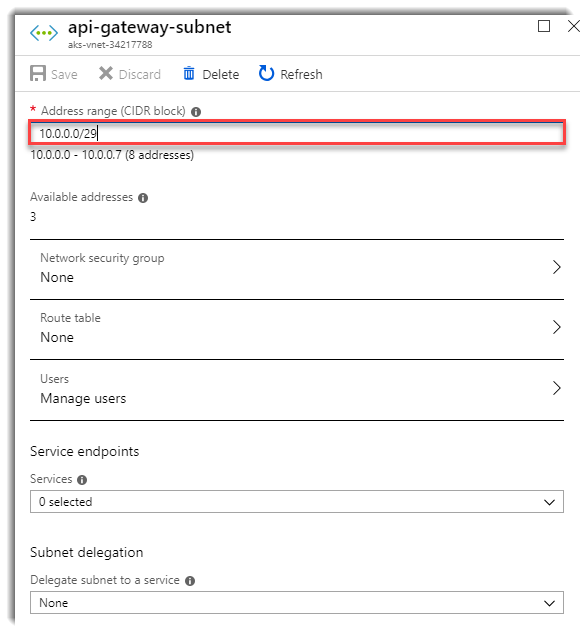 api-gateway-subnet
aks-vnet-34217788
Save Discard Delete Refresh
* Address range (CIDR block)
10.0.0.0/29
10.0.0.0 - 10.0.0.7 (8 addresses)
Available addresses
3
Network security group
None
Route table
None
Users
Manage users
Service endpoints
Services
0 selected
Subnet delegation
Delegate subnet to a service
None